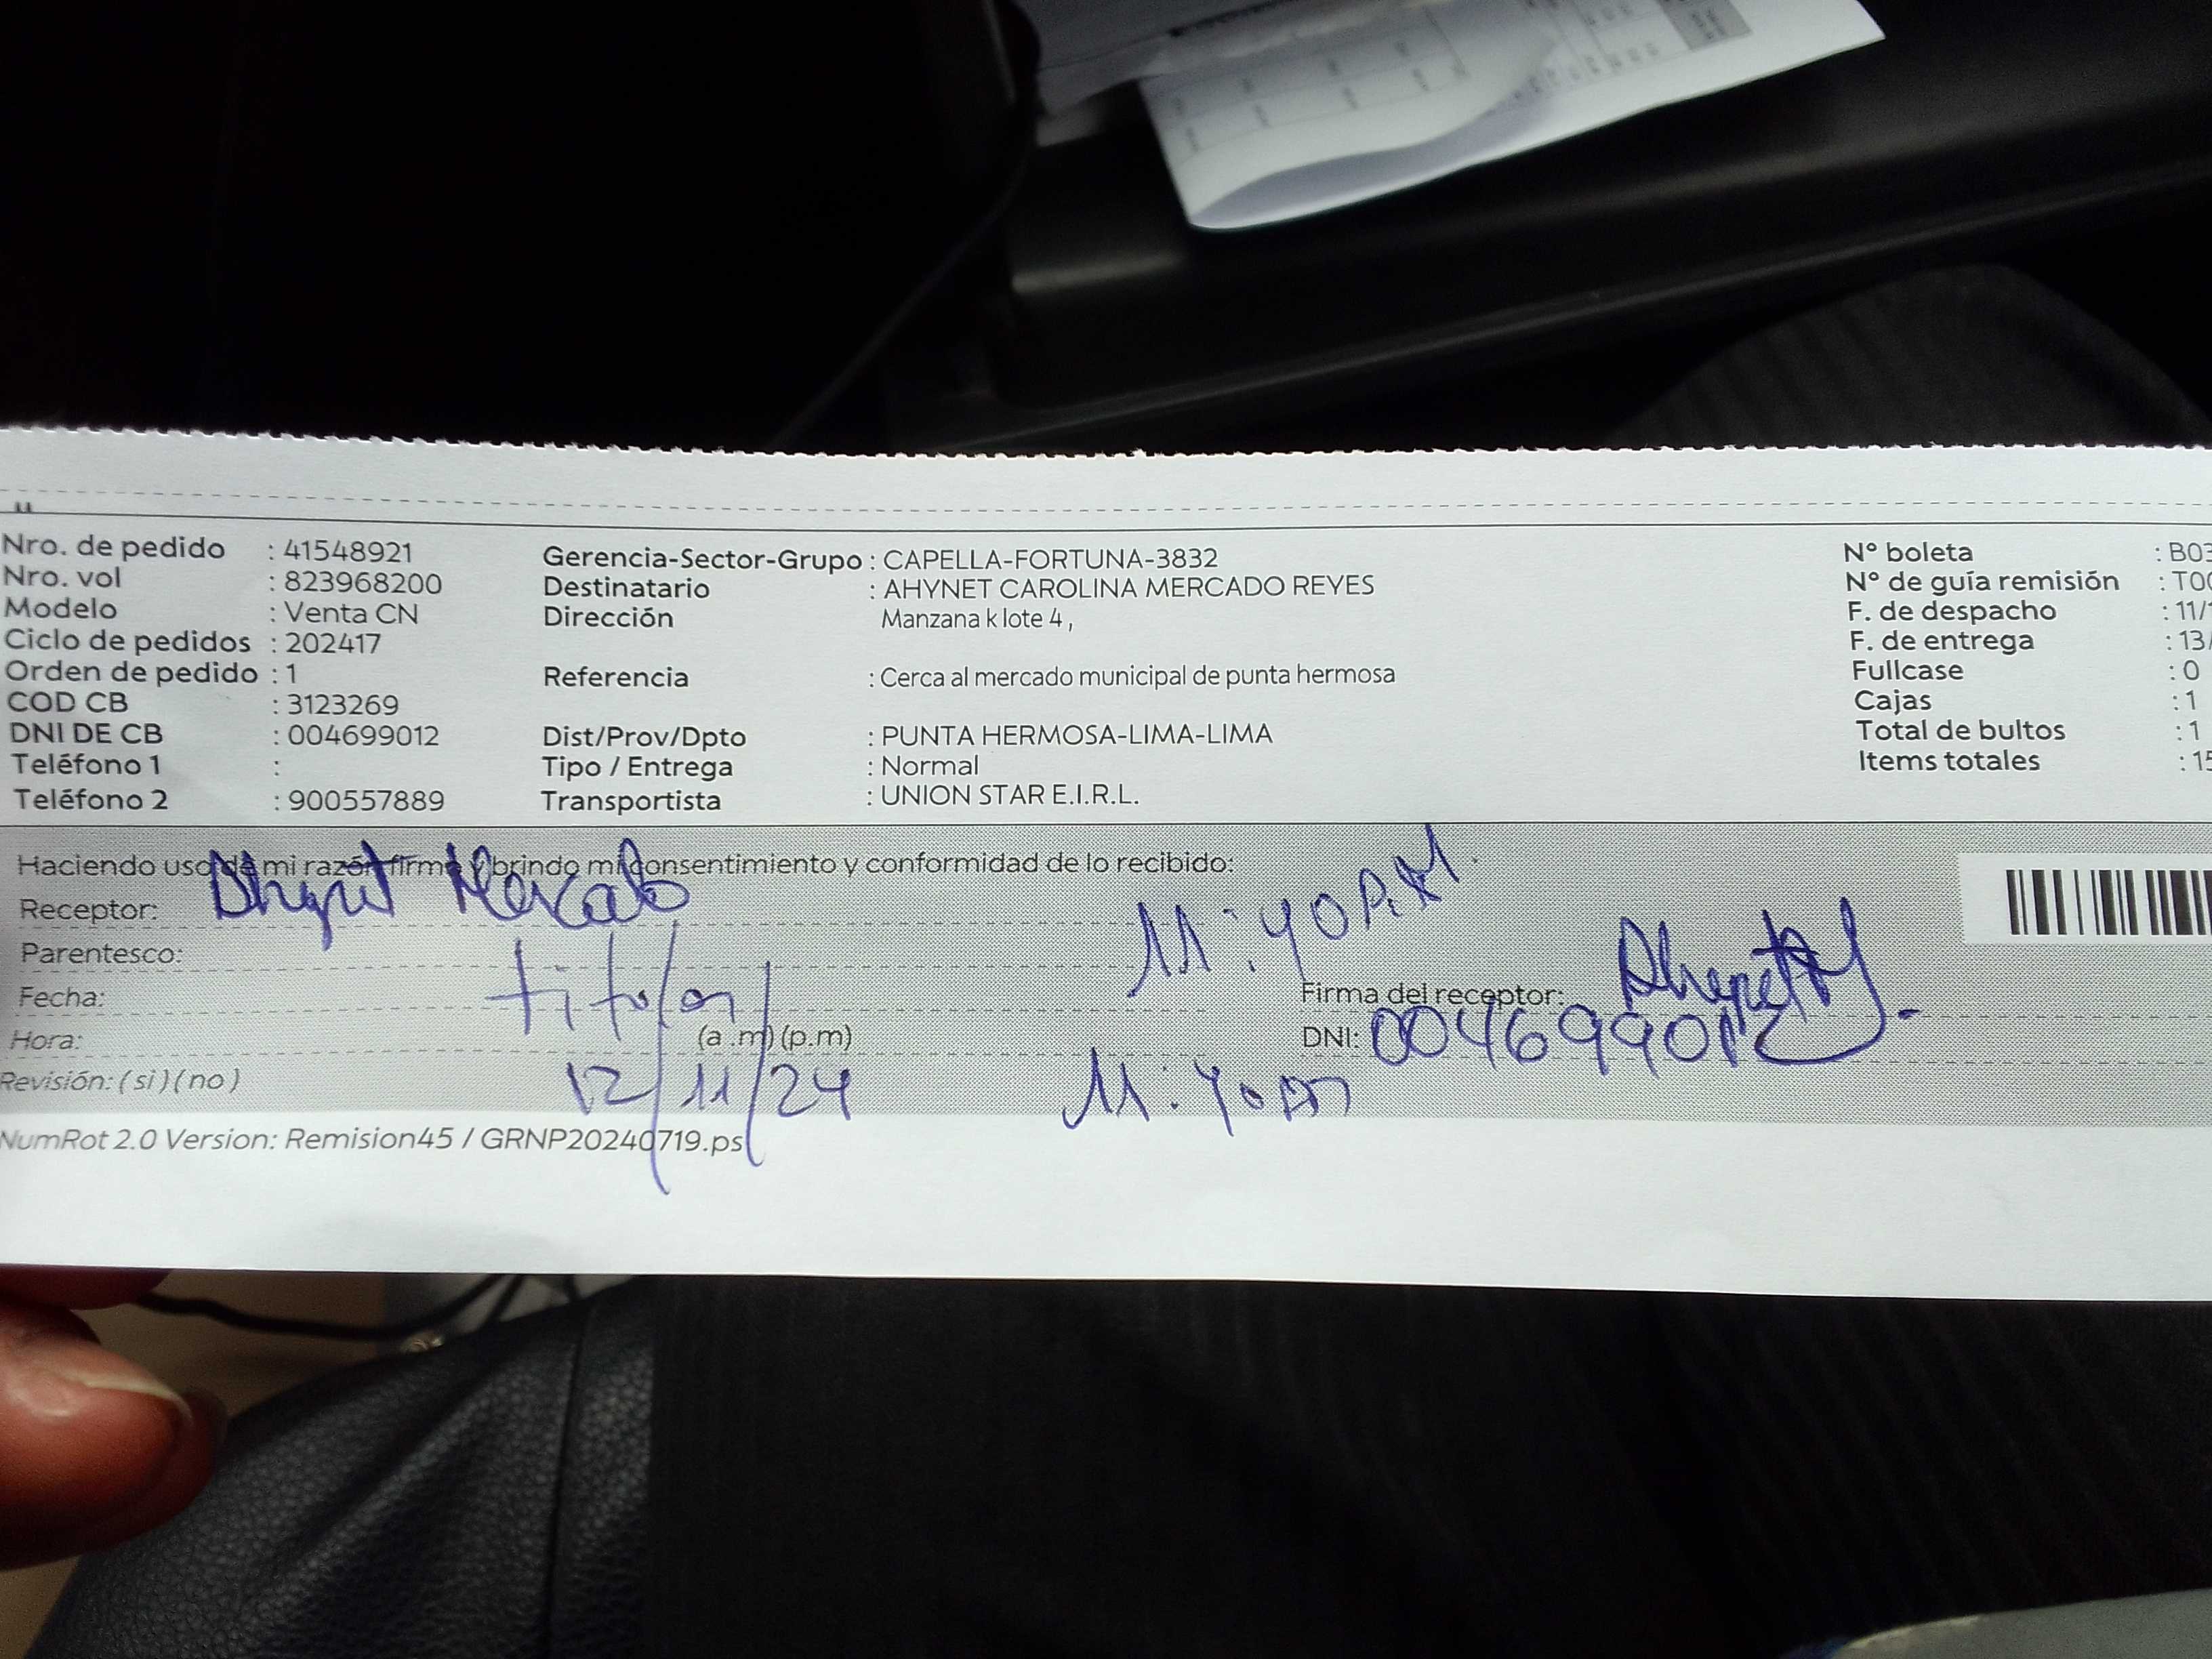 Nro. de pedido : 41548921 Gerencia-Sector-Grupo : CAPELLA-FORTUNA-3832 N° boleta : B03
Nro. vol : 823968200 Destinatario : AHYNET CAROLINA MERCADO REYES N° de guía remisión : T00
Modelo : Venta CN Dirección Manzana k lote 4 , F. de despacho : 11/
Ciclo de pedidos : 202417 F. de entrega : 13/
Orden de pedido : 1 Referencia : Cerca al mercado municipal de punta hermosa Fullcase : 0
COD CB : 3123269 Cajas : 1
DNI DE CB : 004699012 Dist/Prov/Dpto : PUNTA HERMOSA-LIMA-LIMA Total de bultos : 1
Teléfono 1 : Tipo / Entrega : Normal Items totales : 15
Teléfono 2 : 900557889 Transportista : UNION STAR E.I.R.L.
Haciendo uso de mi razón firmo y brindo mi consentimiento y conformidad de lo recibido:
Receptor: Ahynet Mercado 11:40 A.M.
Parentesco: titular
Fecha: Firma del receptor: Ahynet M.
Hora: (a .m) (p.m) DNI: 004699012
Revisión: ( si ) ( no ) 12/11/24 11:40 am
NumRot 2.0 Version: Remision45 / GRNP20240719.ps